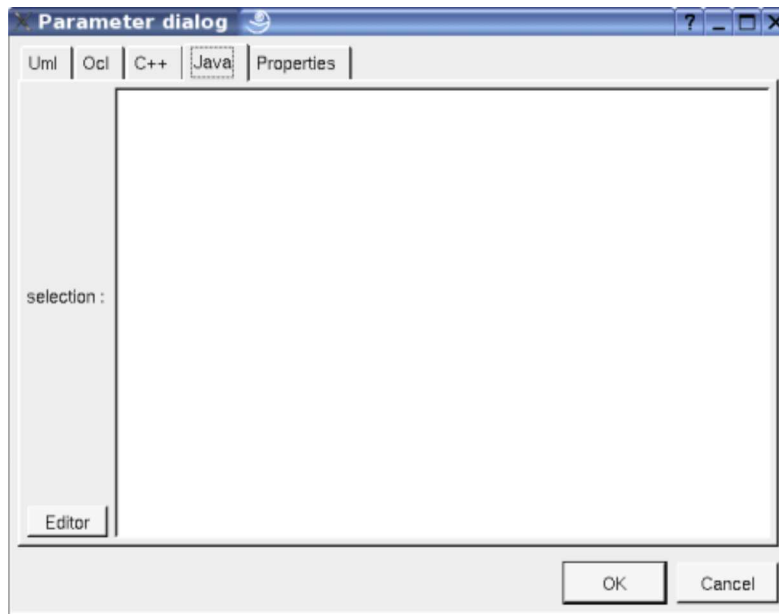 Parameter dialog ?
Uml Ocl C++ Java Properties
selection :
Editor
OK Cancel